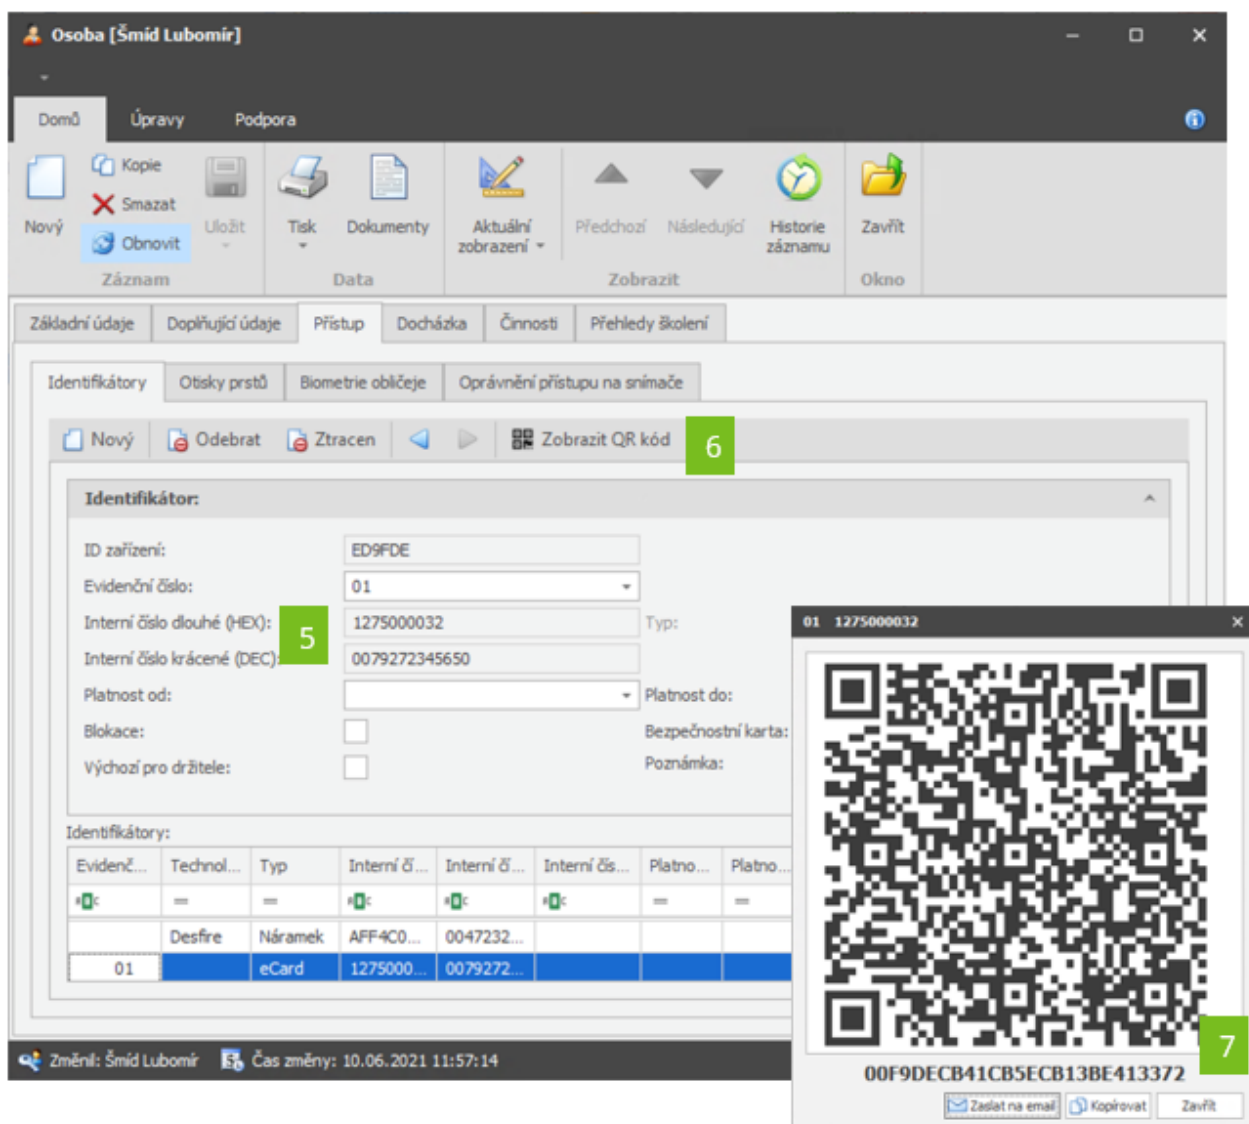 Osoba [Šmíd Lubomír]
Domů Úpravy Podpora
Nový Kopie Smazat Obnovit Uložit Tisk Dokumenty Aktuální zobrazení Předchozí Následující Historie záznamu Zavřít
Záznam Data Zobrazit Okno
Základní údaje Doplňující údaje Přístup Docházka Činnosti Přehledy školení
Identifikátory Otisky prstů Biometrie obličeje Oprávnění přístupu na snímače
Nový Odebrat Ztracen Zobrazit QR kód 6
Identifikátor:
ID zařízení: ED9FDE
Evidenční číslo: 01
Interní číslo dlouhé (HEX): 1275000032 Typ:
5
Interní číslo krácené (DEC): 0079272345650
Platnost od: Platnost do:
Blokace: Bezpečnostní karta:
Výchozí pro držitele: Poznámka:
Identifikátory:
Evidenč... Technol... Typ Interní č... Interní č... Interní čís... Platno... Platno...
= = = =
Desfire Náramek AFF4C0... 0047232...
01 eCard 1275000... 0079272...
Změnil: Šmíd Lubomír Čas změny: 10.06.2021 11:57:14
01 1275000032
7
00F9DECB41CB5ECB13BE413372
Zaslat na email Kopírovat Zavřít